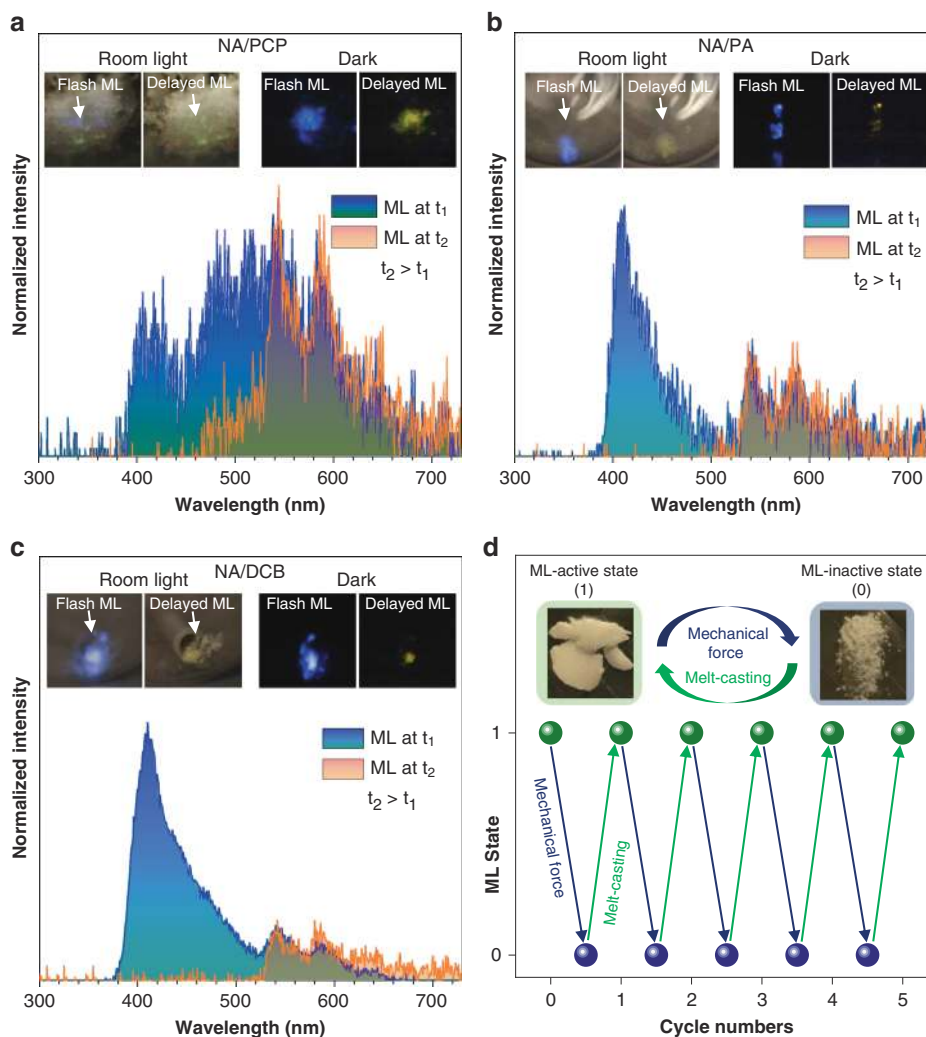 a
NA/PCP
Room light
Dark
Flash ML
Delayed ML
Flash ML
Delayed ML
ML at t1
ML at t2
t2 > t1
Normalized intensity
300 400 500 600 700
Wavelength (nm)
b
NA/PA
Room light
Dark
Flash ML
Delayed ML
Flash ML
Delayed ML
ML at t1
ML at t2
t2 > t1
Normalized intensity
300 400 500 600 700
Wavelength (nm)
c
NA/DCB
Room light
Dark
Flash ML
Delayed ML
Flash ML
Delayed ML
ML at t1
ML at t2
t2 > t1
Normalized intensity
300 400 500 600 700
Wavelength (nm)
d
ML-active state
(1)
ML-inactive state
(0)
Mechanical
force
Melt-casting
1
0
ML State
Mechanical force
Melt-casting
0 1 2 3 4 5
Cycle numbers